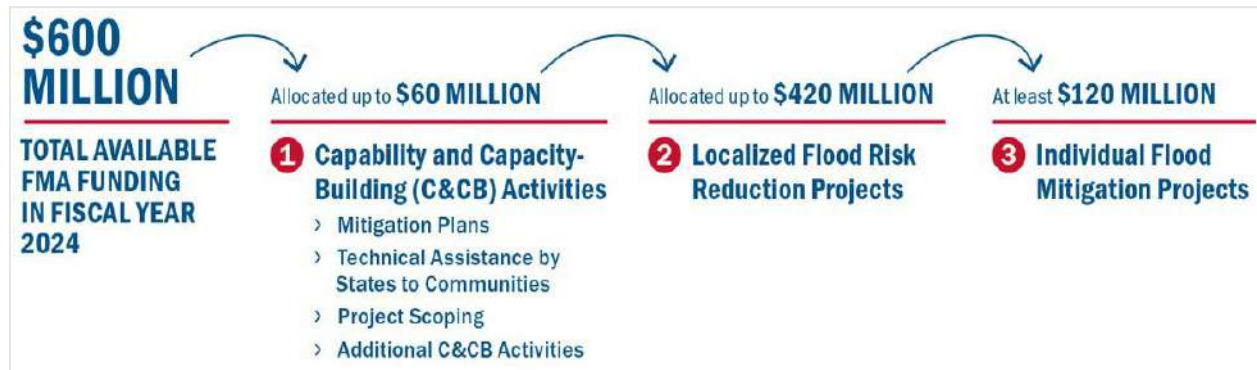 $600
MILLION
TOTAL AVAILABLE
FMA FUNDING
IN FISCAL YEAR
2024
Allocated up to $60 MILLION
1 Capability and Capacity-
Building (C&CB) Activities
> Mitigation Plans
> Technical Assistance by
States to Communities
> Project Scoping
> Additional C&CB Activities
Allocated up to $420 MILLION
2 Localized Flood Risk
Reduction Projects
At least $120 MILLION
3 Individual Flood
Mitigation Projects